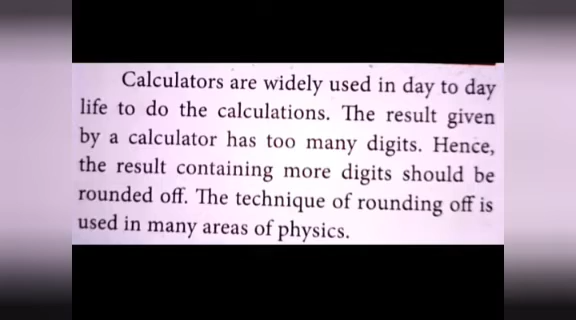 Calculators are widely used in day to day
life to do the calculations. The result given
by a calculator has too many digits. Hence,
the result containing more digits should be
rounded off. The technique of rounding off is
used in many areas of physics.